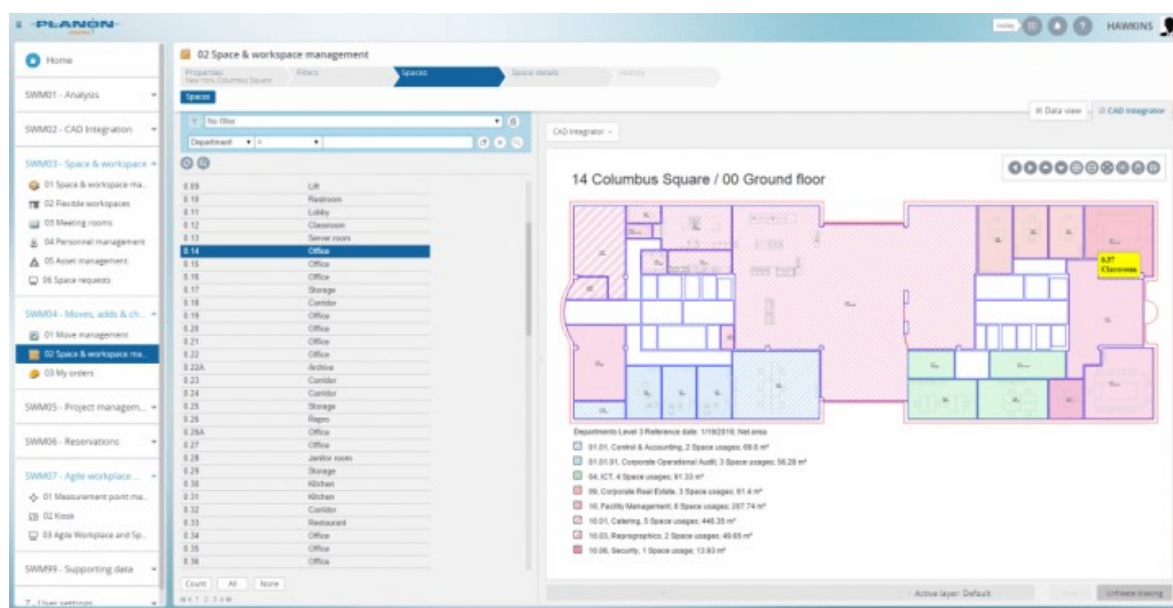 PLANON
today
HAWKINS
Home
SWM01 - Analysis
SWM02 - CAD Integration
SWM03 - Space & workspace
01 Space & workspace ma..
02 Flexible workspaces
03 Meeting rooms
04 Personnel management
05 Asset management
06 Space requests
SWM04 - Moves, adds & ch...
01 Move management
02 Space & workspace ma..
03 My orders
SWM05 - Project managem...
SWM06 - Reservations
SWM07 - Agile workplace ...
01 Measurement point ma..
02 Kiosk
03 Agile Workplace and Sp..
SWM99 - Supporting data
7 - User settings
02 Space & workspace management
Properties
New York, Columbus Square
Filters
Spaces
Space details
History
Spaces
No filter
Department =
0.09 Lift
0.10 Restroom
0.11 Lobby
0.12 Classroom
0.13 Server room
0.14 Office
0.15 Office
0.16 Office
0.17 Storage
0.18 Corridor
0.19 Office
0.20 Office
0.21 Office
0.22 Office
0.22A Archive
0.23 Corridor
0.24 Corridor
0.25 Storage
0.26 Repro
0.26A Office
0.27 Office
0.28 Janitor room
0.29 Storage
0.30 Kitchen
0.31 Kitchen
0.32 Corridor
0.33 Restaurant
0.34 Office
0.35 Office
0.36 Office
Count All None
1 2 3
Data view
CAD Integrator
CAD integrator
14 Columbus Square / 00 Ground floor
0.37
Classroom
Departments Level 3 Reference date: 1/19/2016; Net area
01.01, Control & Accounting, 2 Space usages; 69.6 m²
01.01.01, Corporate Operational Audit; 3 Space usages; 56.28 m²
04, ICT, 4 Space usages; 91.33 m²
09, Corporate Real Estate, 3 Space usages; 61.4 m²
10, Facility Management, 6 Space usages; 287.74 m²
10.01, Catering, 5 Space usages; 446.35 m²
10.03, Reprographics, 2 Space usages; 49.65 m²
10.06, Security, 1 Space usage; 13.93 m²
Active layer: Default
Unfreeze drawing